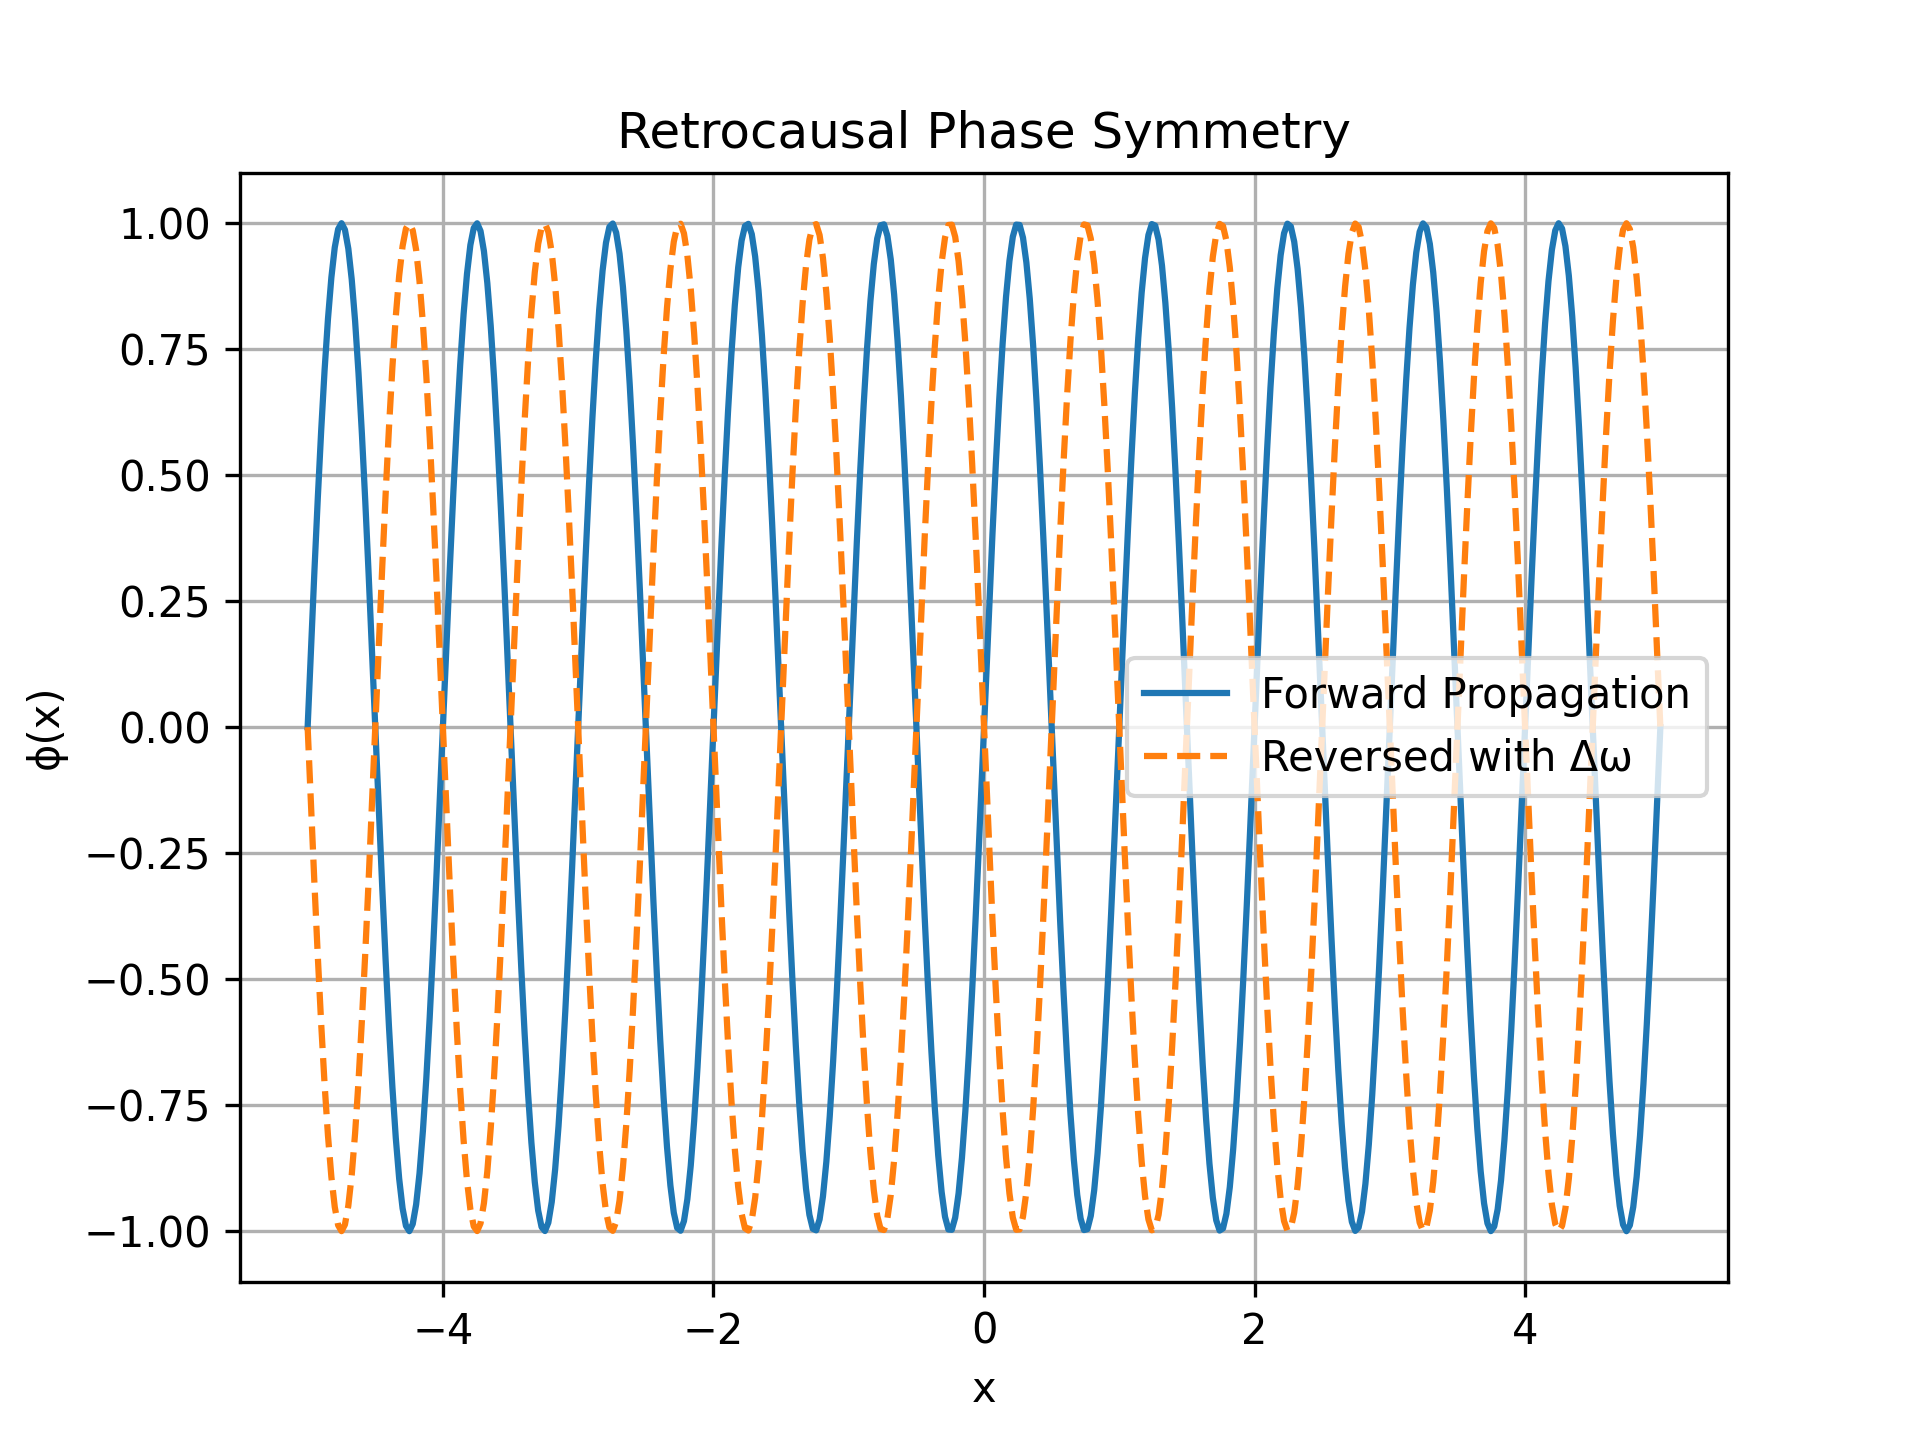 Retrocausal Phase Symmetry
1.00
0.75
0.50
0.25
0.00
−0.25
−0.50
−0.75
−1.00
ϕ(x)
Forward Propagation
Reversed with Δω
−4
−2
0
2
4
x